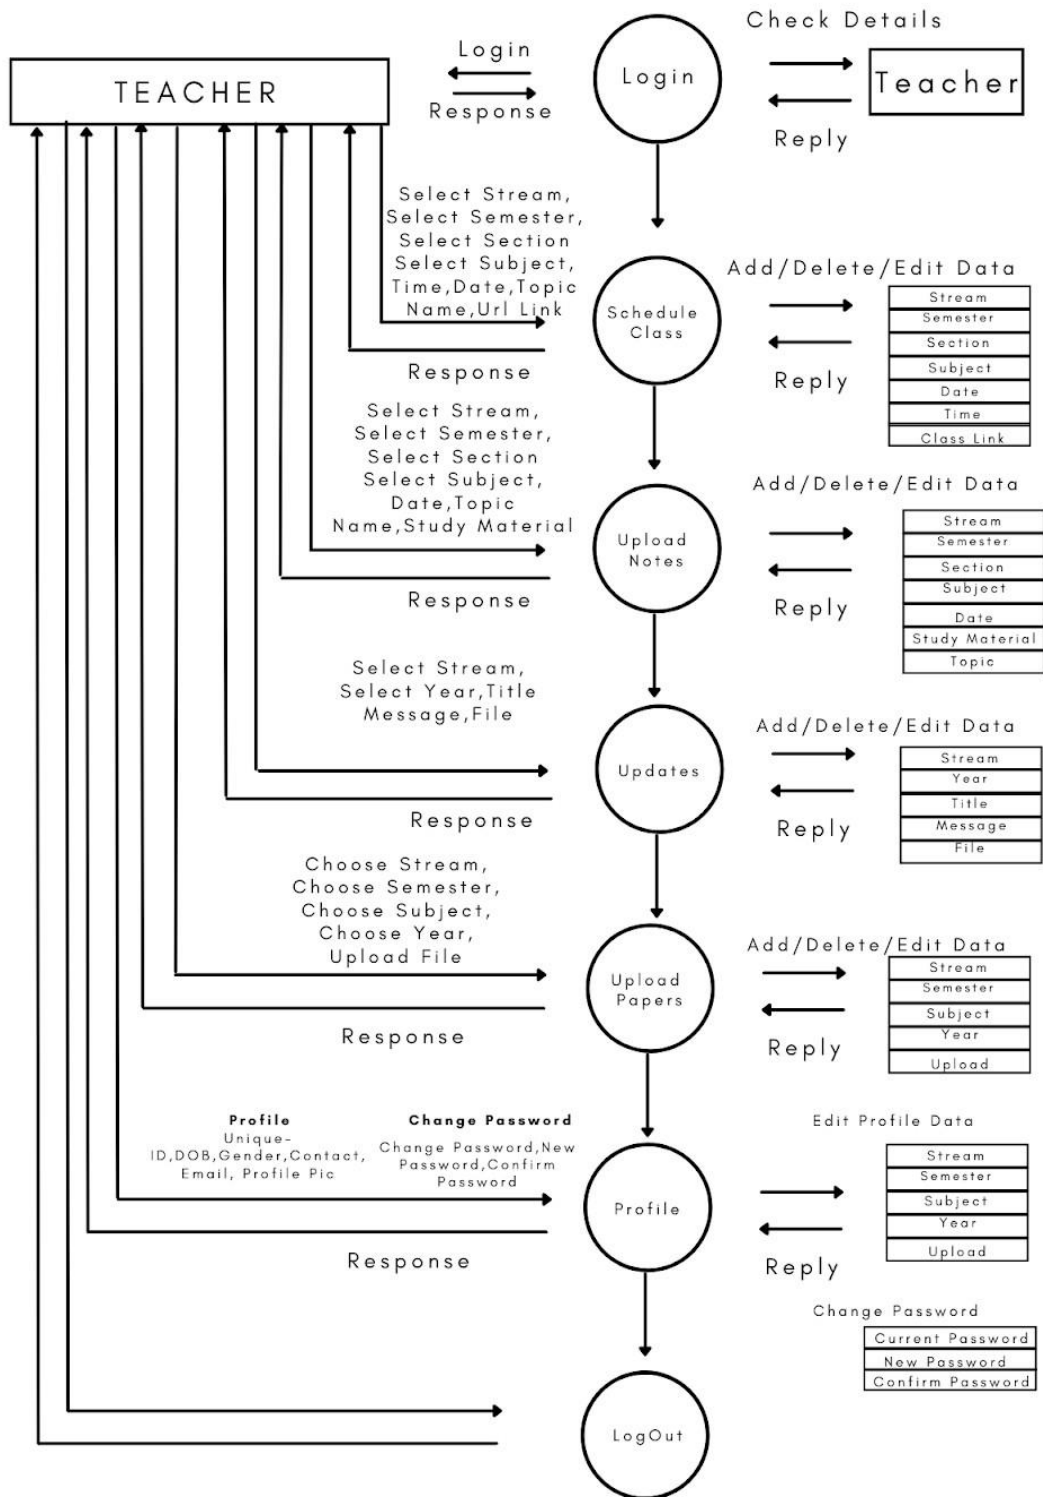 Check Details
Login
TEACHER
Response
Login
Teacher
Reply
Select Stream,
Select Semester,
Select Section
Select Subject,
Time,Date,Topic
Name,Url Link
Response
Schedule
Class
Add/Delete/Edit Data
Reply
Stream
Semester
Section
Subject
Date
Time
Class Link
Select Stream,
Select Semester,
Select Section
Select Subject,
Date,Topic
Name,Study Material
Response
Upload
Notes
Add/Delete/Edit Data
Reply
Stream
Semester
Section
Subject
Date
Study Material
Topic
Select Stream,
Select Year,Title
Message,File
Response
Updates
Add/Delete/Edit Data
Reply
Stream
Year
Title
Message
File
Choose Stream,
Choose Semester,
Choose Subject,
Choose Year,
Upload File
Response
Upload
Papers
Add/Delete/Edit Data
Reply
Stream
Semester
Subject
Year
Upload
Profile
Unique-
ID,DOB,Gender,Contact,
Email, Profile Pic
Change Password
Change Password,New
Password,Confirm
Password
Response
Profile
Edit Profile Data
Reply
Stream
Semester
Subject
Year
Upload
Change Password
Current Password
New Password
Confirm Password
LogOut